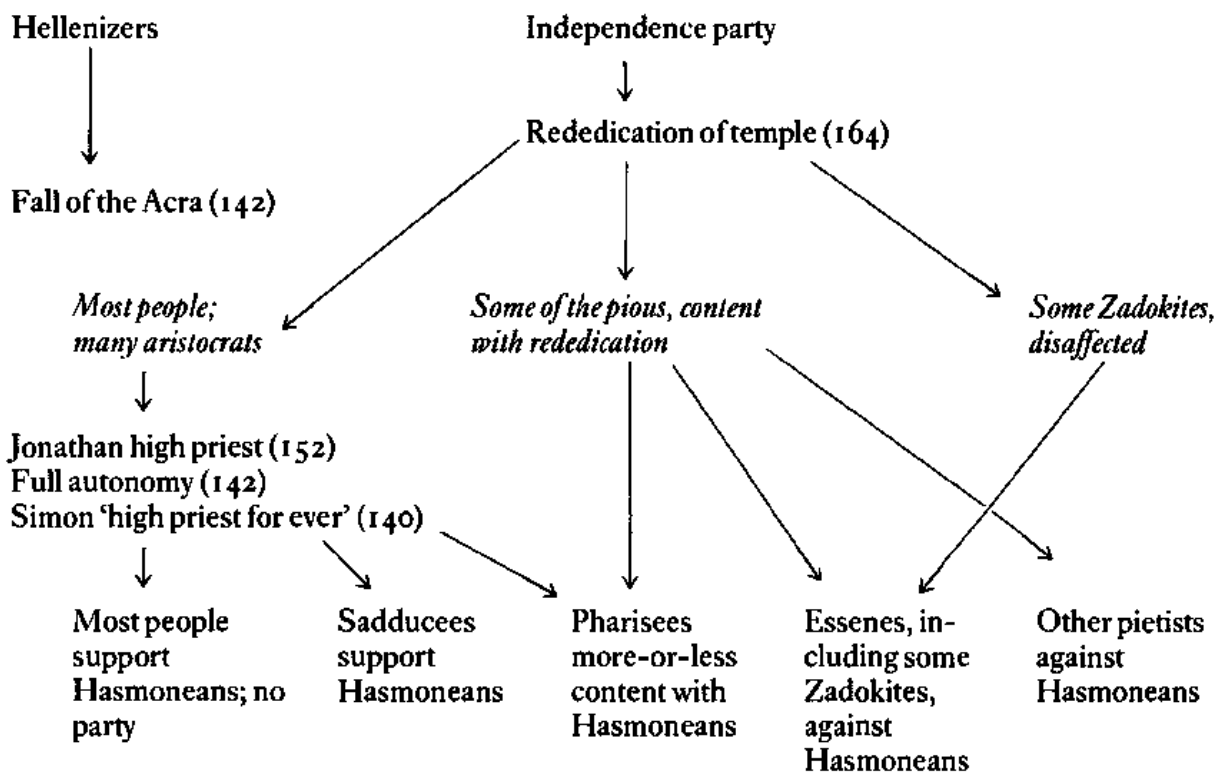 Hellenizers
Independence party
Rededication of temple (164)
Fall of the Acra (142)
Most people;
many aristocrats
Some of the pious, content
with rededication
Some Zadokites,
disaffected
Jonathan high priest (152)
Full autonomy (142)
Simon ‘high priest for ever’ (140)
Most people
support
Hasmoneans; no
party
Sadducees
support
Hasmoneans
Pharisees
more-or-less
content with
Hasmoneans
Essenes, in-
cluding some
Zadokites,
against
Hasmoneans
Other pietists
against
Hasmoneans